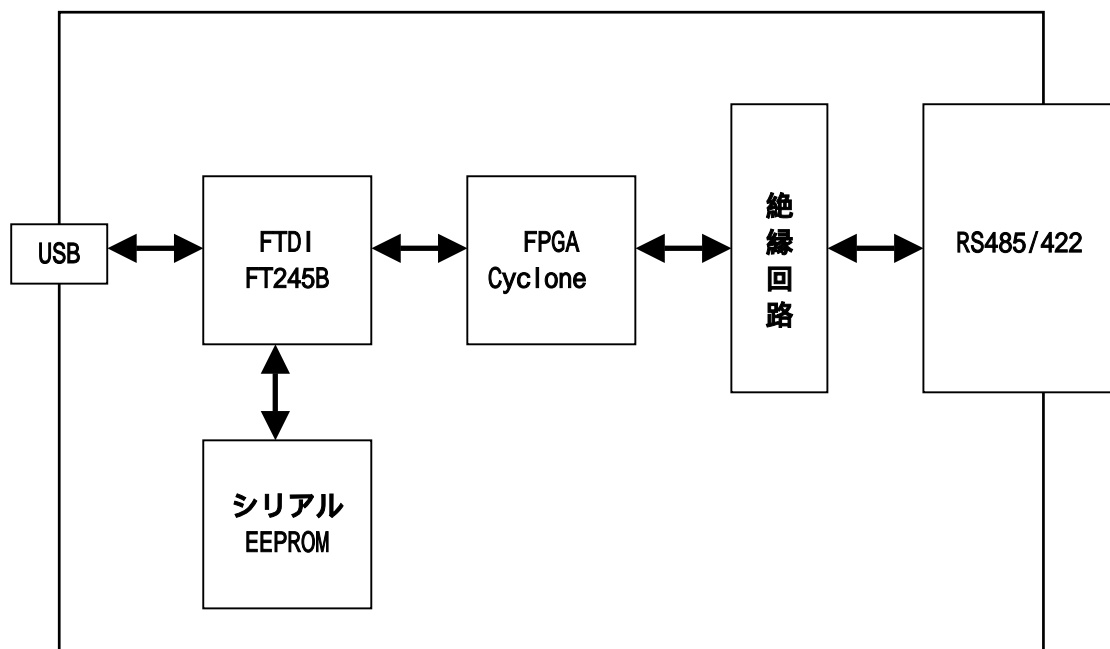 USB
FTDI
FT245B
FPGA
Cyclone
絶縁回路
RS485/422
シリアル
EEPROM